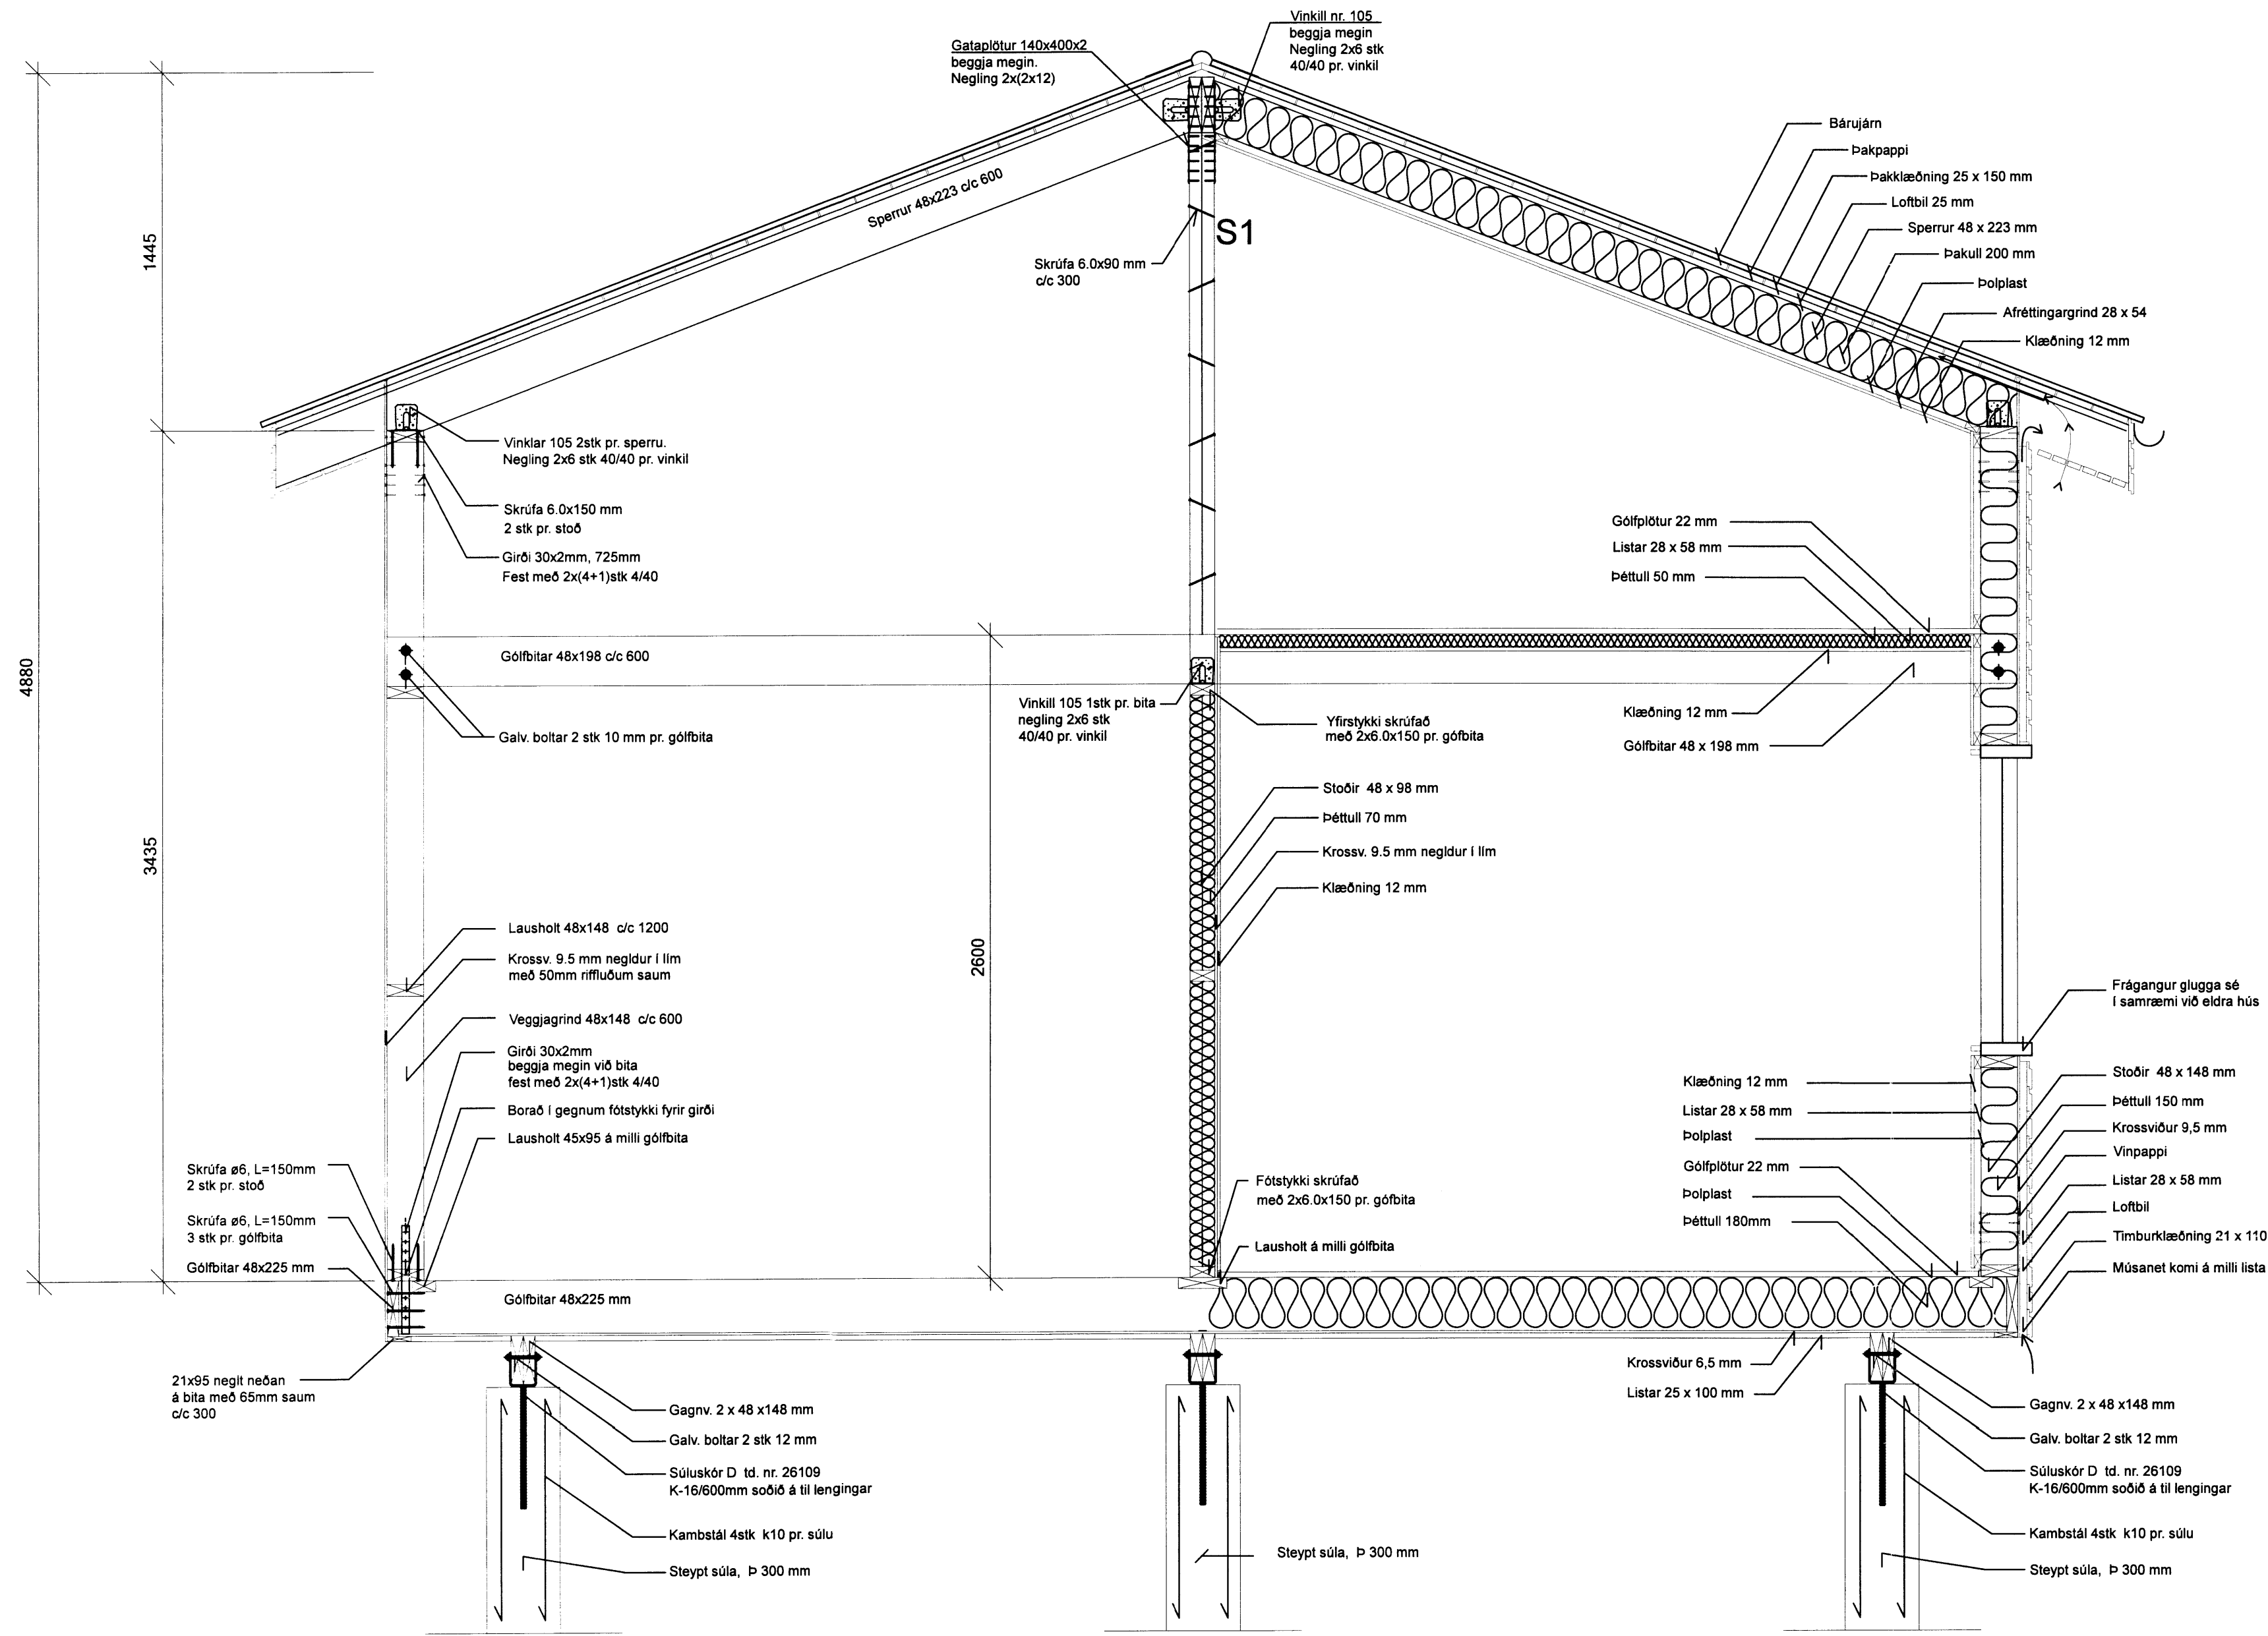 Vinkill nr. 105
beggja megin
Negling 2x6 stk
40/40 pr. vinkil
Gataplötur 140x400x2
beggja megin.
Negling 2x(2x12)
Bárujárn
Þakpappi
Þakklæðning 25 x 150 mm
Loftbil 25 mm
Sperrur 48 x 223 mm
Þakull 200 mm
Þolplast
Afréttingargrind 28 x 54
Klæðning 12 mm
Sperrur 48x223 c/c 600
S1
Skrúfa 6.0x90 mm
c/c 300
1445
4880
3435
2600
Vinklar 105 2stk pr. sperru.
Negling 2x6 stk 40/40 pr. vinkil
Skrúfa 6.0x150 mm
2 stk pr. stoð
Girði 30x2mm, 725mm
Fest með 2x(4+1)stk 4/40
Gólfplötur 22 mm
Listar 28 x 58 mm
Þéttull 50 mm
Gólfbitar 48x198 c/c 600
Galv. boltar 2 stk 10 mm pr. gólfbita
Vinkill 105 1stk pr. bita
negling 2x6 stk
40/40 pr. vinkil
Yfirstykki skrúfað
með 2x6.0x150 pr. gófbita
Klæðning 12 mm
Gólfbitar 48 x 198 mm
Stoðir 48 x 98 mm
Þéttull 70 mm
Krossv. 9.5 mm negldur í lím
Klæðning 12 mm
Lausholt 48x148 c/c 1200
Krossv. 9.5 mm negldur í lím
með 50mm riffluðum saum
Veggjagrind 48x148 c/c 600
Girði 30x2mm
beggja megin við bita
fest með 2x(4+1)stk 4/40
Borað í gegnum fótstykki fyrir girði
Lausholt 45x95 á milli gólfbita
Frágangur glugga sé
í samræmi við eldra hús
Klæðning 12 mm
Listar 28 x 58 mm
Þolplast
Gólfplötur 22 mm
Þolplast
Þéttull 180mm
Stoðir 48 x 148 mm
Þéttull 150 mm
Krossviður 9,5 mm
Vinpappi
Listar 28 x 58 mm
Loftbil
Timburklæðning 21 x 110
Músanet komi á milli lista
Skrúfa ø6, L=150mm
2 stk pr. stoð
Skrúfa ø6, L=150mm
3 stk pr. gólfbita
Gólfbitar 48x225 mm
Fótstykki skrúfað
með 2x6.0x150 pr. gófbita
Lausholt á milli gólfbita
Gólfbitar 48x225 mm
21x95 neglt neðan
á bita með 65mm saum
c/c 300
Krossviður 6,5 mm
Listar 25 x 100 mm
Gagnv. 2 x 48 x148 mm
Galv. boltar 2 stk 12 mm
Súluskór D td. nr. 26109
K-16/600mm soðið á til lengingar
Kambstál 4stk k10 pr. súlu
Steypt súla, Þ 300 mm
Steypt súla, Þ 300 mm
Gagnv. 2 x 48 x148 mm
Galv. boltar 2 stk 12 mm
Súluskór D td. nr. 26109
K-16/600mm soðið á til lengingar
Kambstál 4stk k10 pr. súlu
Steypt súla, Þ 300 mm